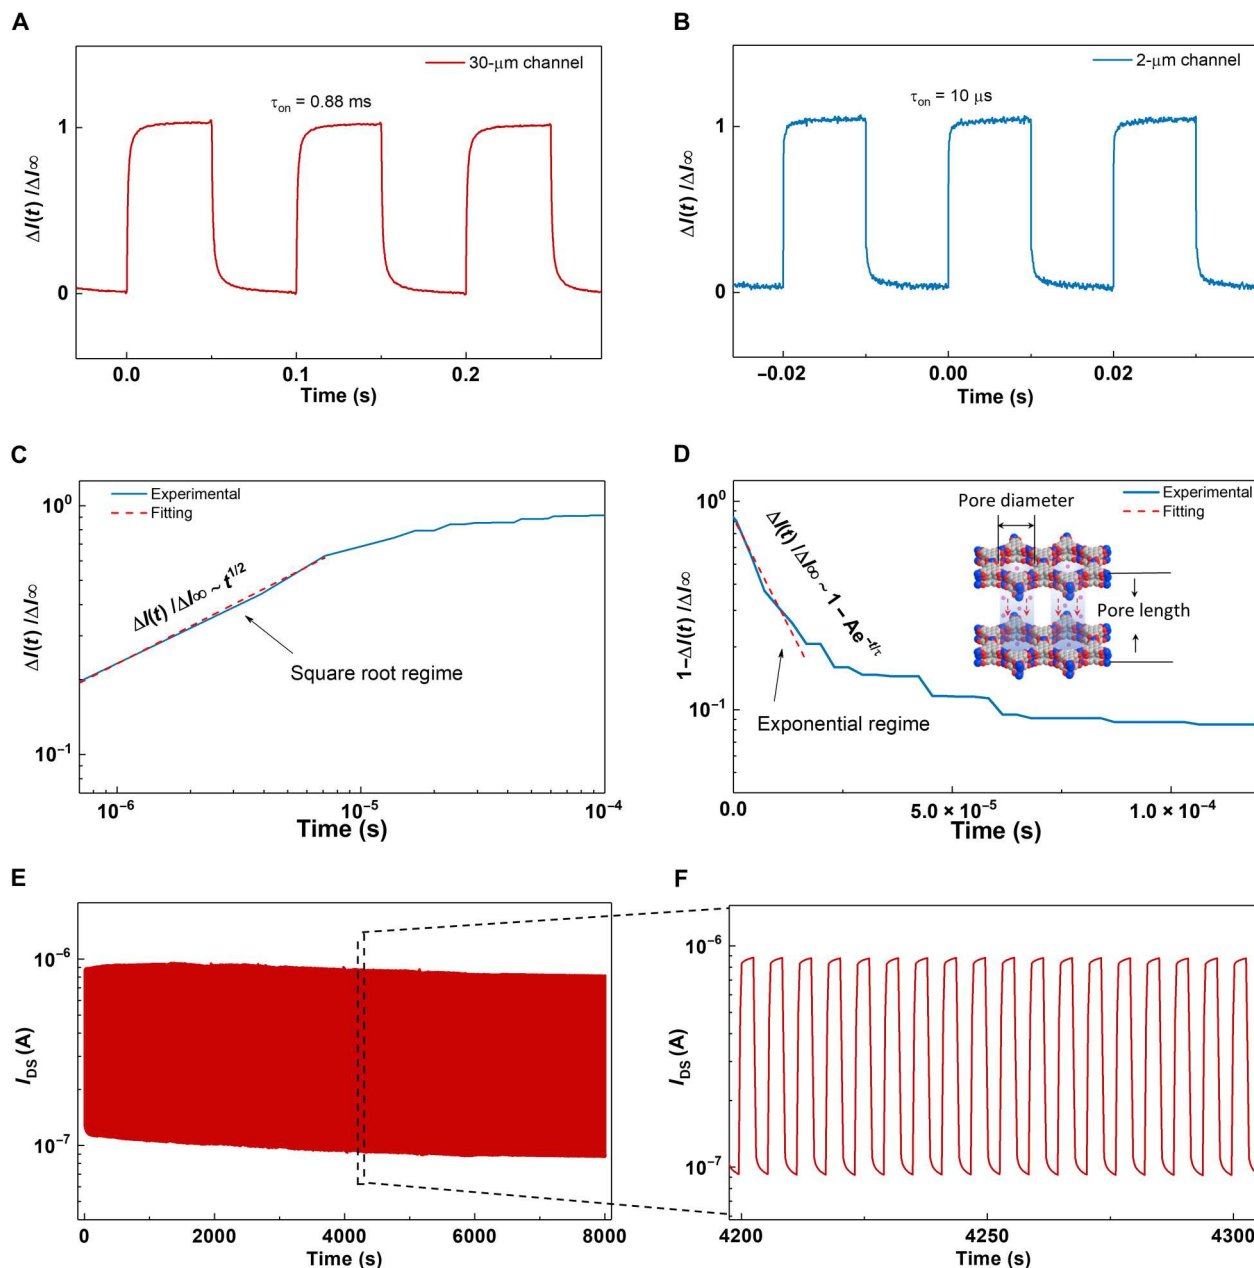 A
30-μm channel
τon = 0.88 ms
1
0
ΔI(t) /ΔI∞
0.0
0.1
0.2
Time (s)
B
2-μm channel
τon = 10 μs
1
0
ΔI(t) /ΔI∞
−0.02
0.00
0.02
Time (s)
C
Experimental
Fitting
10⁰
10⁻¹
ΔI(t) /ΔI∞
ΔI(t) /ΔI∞ ~ t^1/2
Square root regime
10⁻⁶
10⁻⁵
10⁻⁴
Time (s)
D
Experimental
Fitting
Pore diameter
Pore length
10⁰
10⁻¹
1−ΔI(t) /ΔI∞
ΔI(t) /ΔI∞ ~ 1 − Ae^−t/τ
Exponential regime
0.0
5.0 × 10⁻⁵
1.0 × 10⁻⁴
Time (s)
E
10⁻⁶
10⁻⁷
IDS (A)
0
2000
4000
6000
8000
Time (s)
F
10⁻⁶
10⁻⁷
IDS (A)
4200
4250
4300
Time (s)